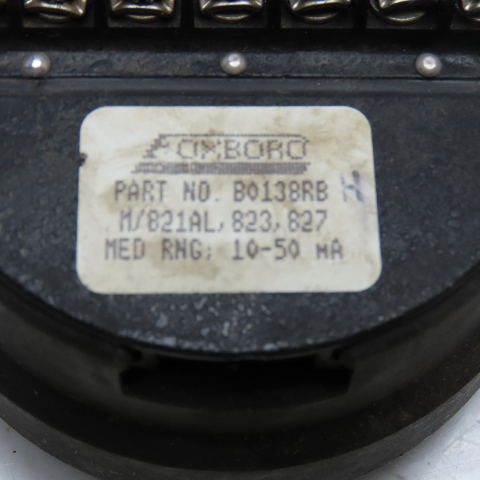 FOXBORO
PART NO. B0138RB H
M/821AL, 823, 827
MED RNG: 10-50 mA